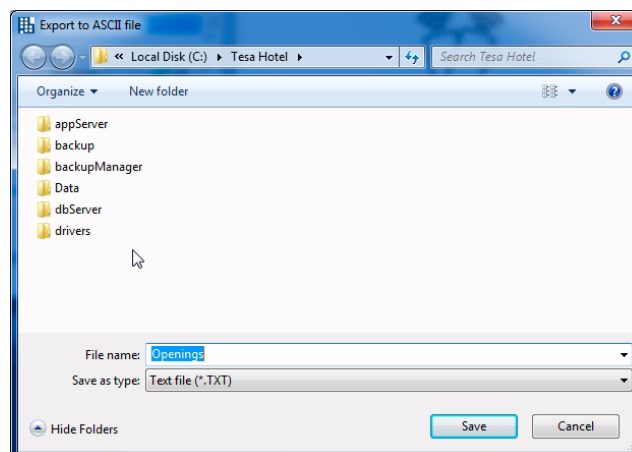 Export to ASCII file
« Local Disk (C:) Tesa Hotel Search Tesa Hotel
Organize New folder
appServer
backup
backupManager
Data
dbServer
drivers
File name: Openings
Save as type: Text file (*.TXT)
Hide Folders Save Cancel